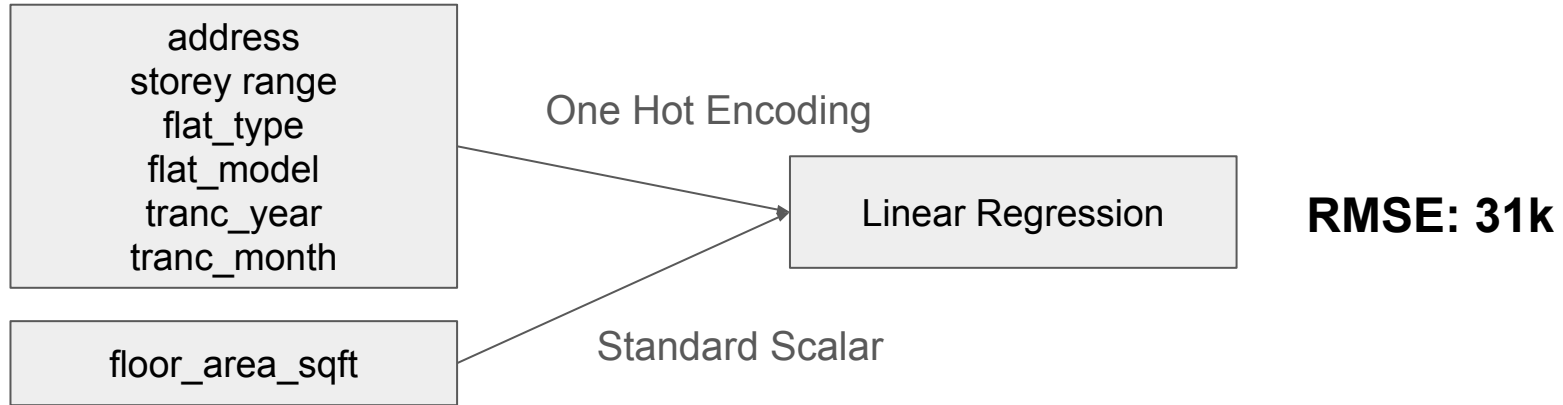 address
storey range
flat_type
flat_model
tranc_year
tranc_month
One Hot Encoding
Linear Regression
RMSE: 31k
floor_area_sqft
Standard Scalar